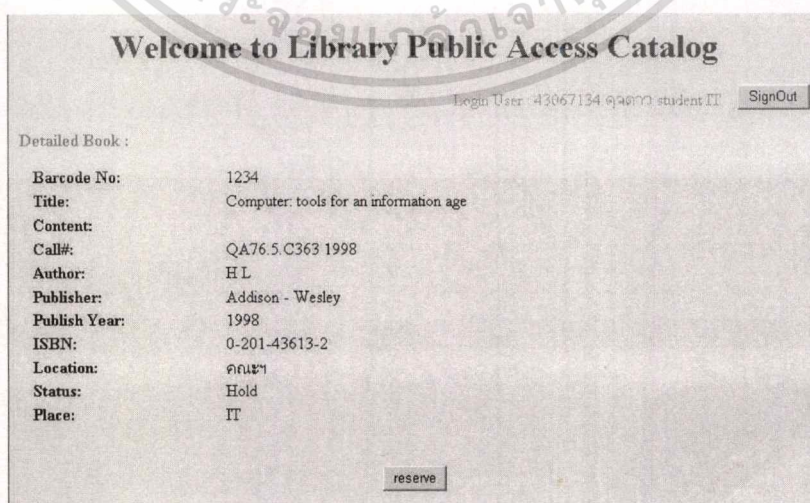 Welcome to Library Public Access Catalog
Login User : 43067134 ดุจดาว student IT SignOut
Detailed Book :
Barcode No: 1234
Title: Computer: tools for an information age
Content:
Call#: QA76.5.C363 1998
Author: H L
Publisher: Addison - Wesley
Publish Year: 1998
ISBN: 0-201-43613-2
Location: คณะฯ
Status: Hold
Place: IT
reserve